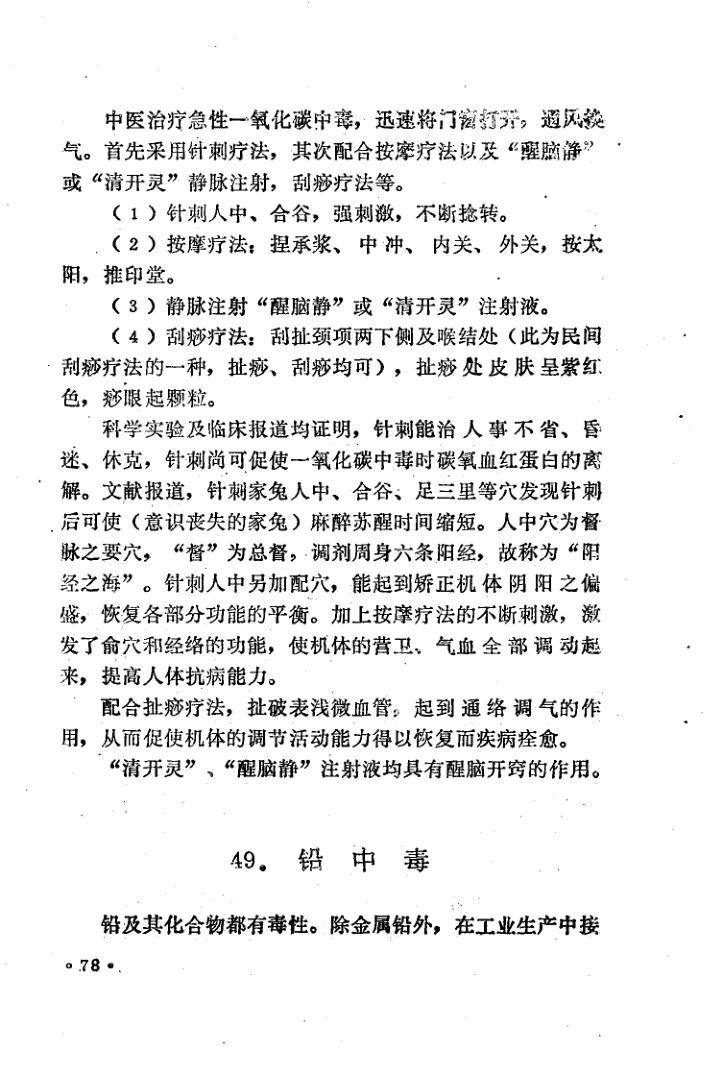 中医治疗急性一氧化碳中毒，迅速将门窗打开，通风换
气。首先采用针刺疗法，其次配合按摩疗法以及“醒脑静”
或“清开灵”静脉注射，刮痧疗法等。
（1）针刺人中、合谷，强刺激，不断捻转。
（2）按摩疗法：捏承浆、中冲、内关、外关，按太
阳，推印堂。
（3）静脉注射“醒脑静”或“清开灵”注射液。
（4）刮痧疗法：刮扯颈项两下侧及喉结处（此为民间
刮痧疗法的一种，扯痧、刮痧均可），扯痧处皮肤呈紫红
色，痧眼起颗粒。
科学实验及临床报道均证明，针刺能治人事不省、昏
迷、休克，针刺尚可促使一氧化碳中毒时碳氧血红蛋白的离
解。文献报道，针刺家兔人中、合谷、足三里等穴发现针刺
后可使（意识丧失的家兔）麻醉苏醒时间缩短。人中穴为督
脉之要穴，“督”为总督，调剂周身六条阳经，故称为“阳
经之海”。针刺人中另加配穴，能起到矫正机体阴阳之偏
盛，恢复各部分功能的平衡。加上按摩疗法的不断刺激，激
发了俞穴和经络的功能，使机体的营卫、气血全部调动起
来，提高人体抗病能力。
配合扯痧疗法，扯破表浅微血管，起到通络调气的作
用，从而促使机体的调节活动能力得以恢复而疾病痊愈。
“清开灵”、“醒脑静”注射液均具有醒脑开窍的作用。
49．铅中毒
铅及其化合物都有毒性。除金属铅外，在工业生产中接
·78·